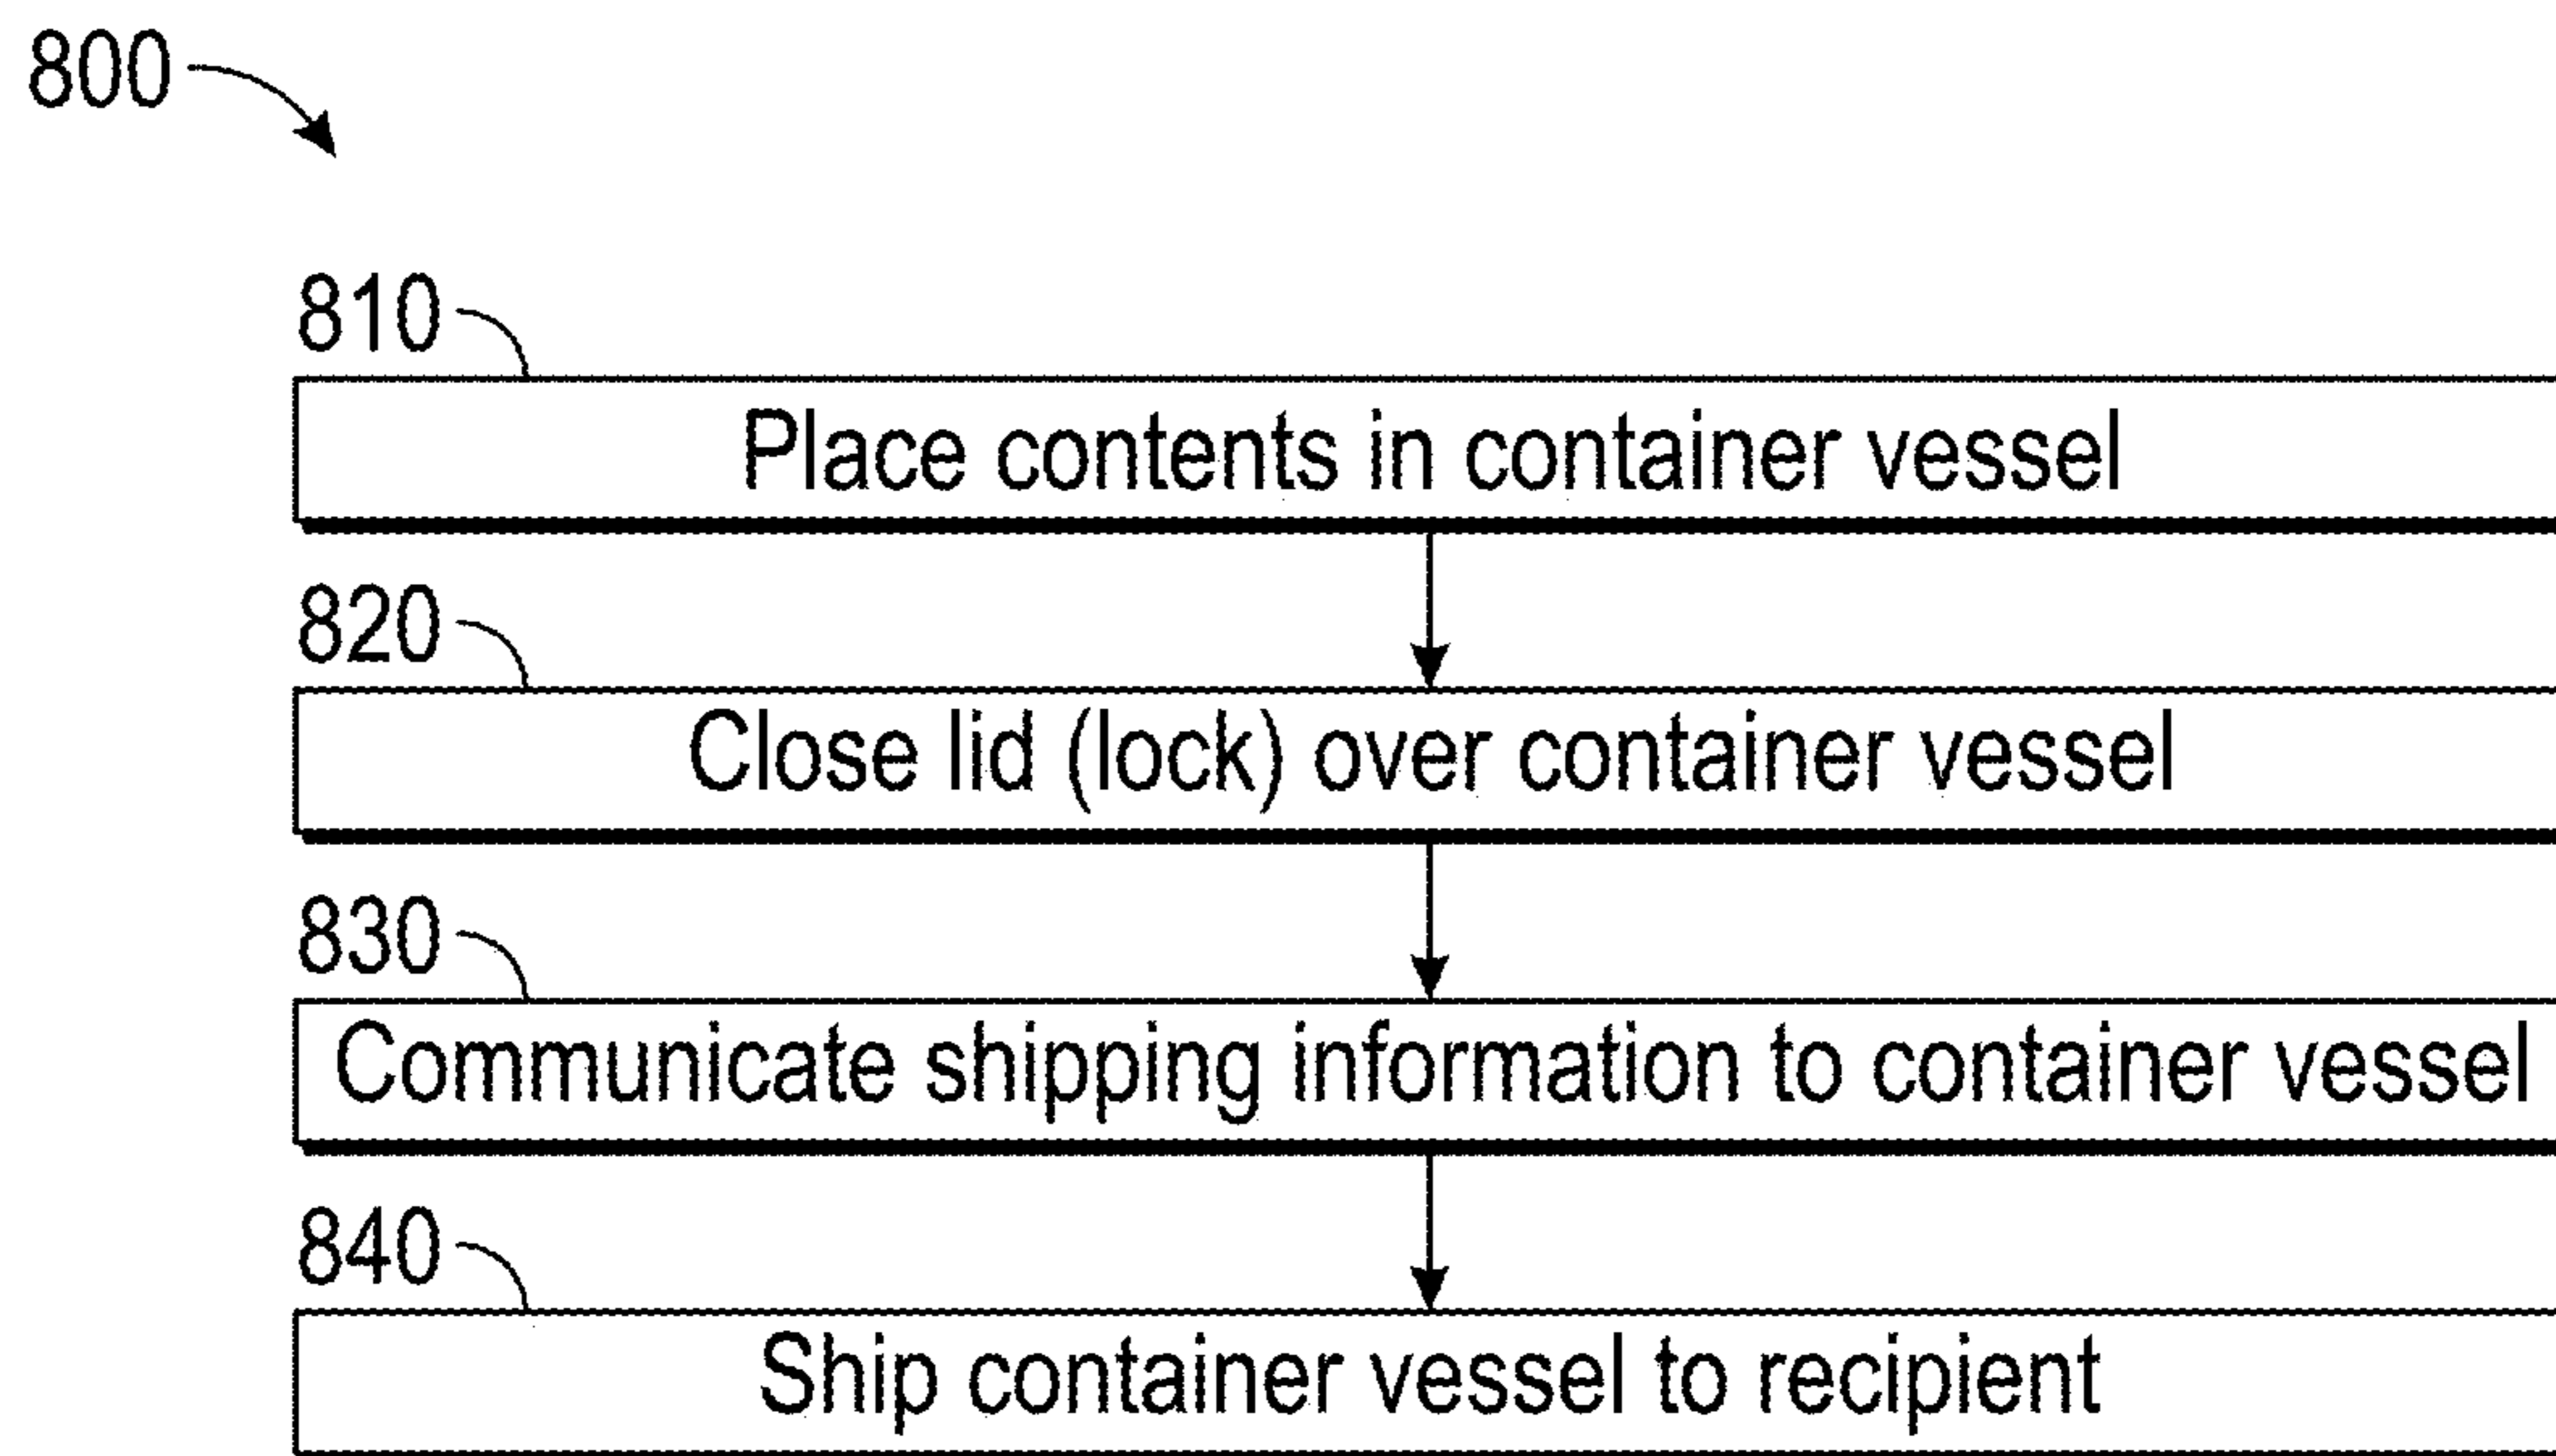 800
810
Place contents in container vessel
820
Close lid (lock) over container vessel
830
Communicate shipping information to container vessel
840
Ship container vessel to recipient